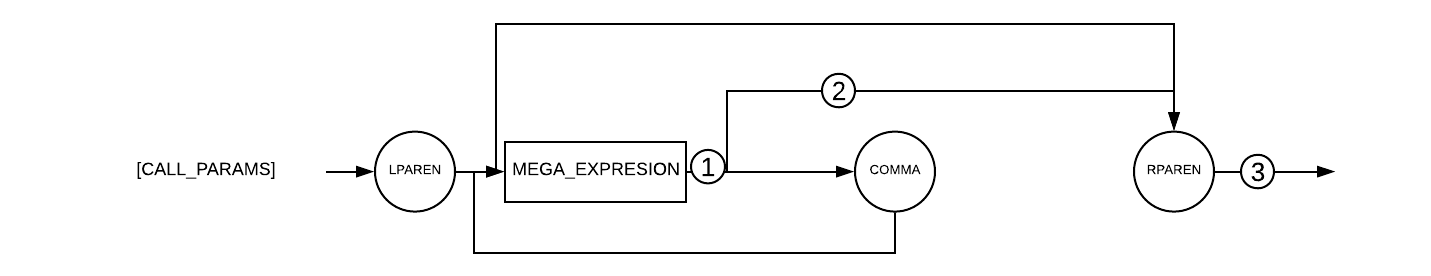 2
[CALL_PARAMS]
LPAREN
MEGA_EXPRESION
1
COMMA
RPAREN
3